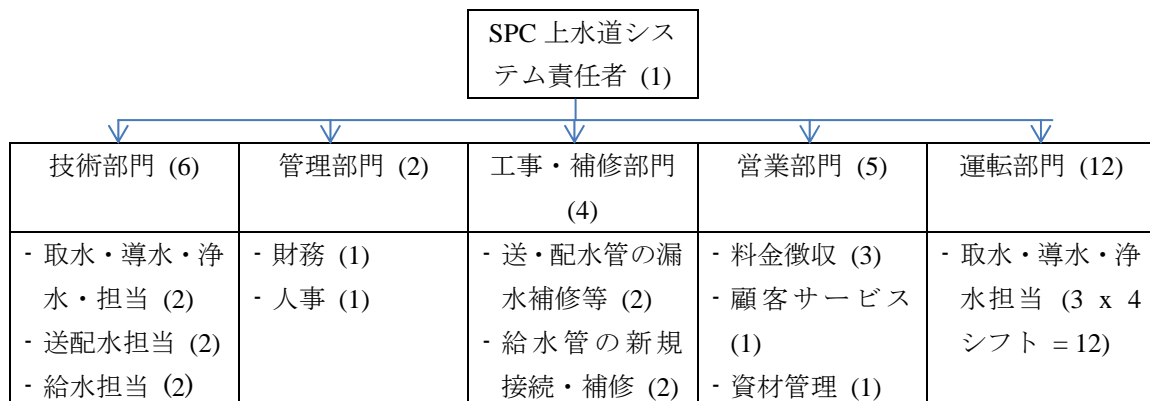 SPC 上水道シス
テム責任者 (1)
技術部門 (6)
管理部門 (2)
工事・補修部門
(4)
営業部門 (5)
運転部門 (12)
- 取水・導水・浄
水・担当 (2)
- 送配水担当 (2)
- 給水担当 (2)
- 財務 (1)
- 人事 (1)
- 送・配水管の漏
水補修等 (2)
- 給水管の新規
接続・補修 (2)
- 料金徴収 (3)
- 顧客サービス
(1)
- 資材管理 (1)
- 取水・導水・浄
水担当 (3 x 4
シフト = 12)